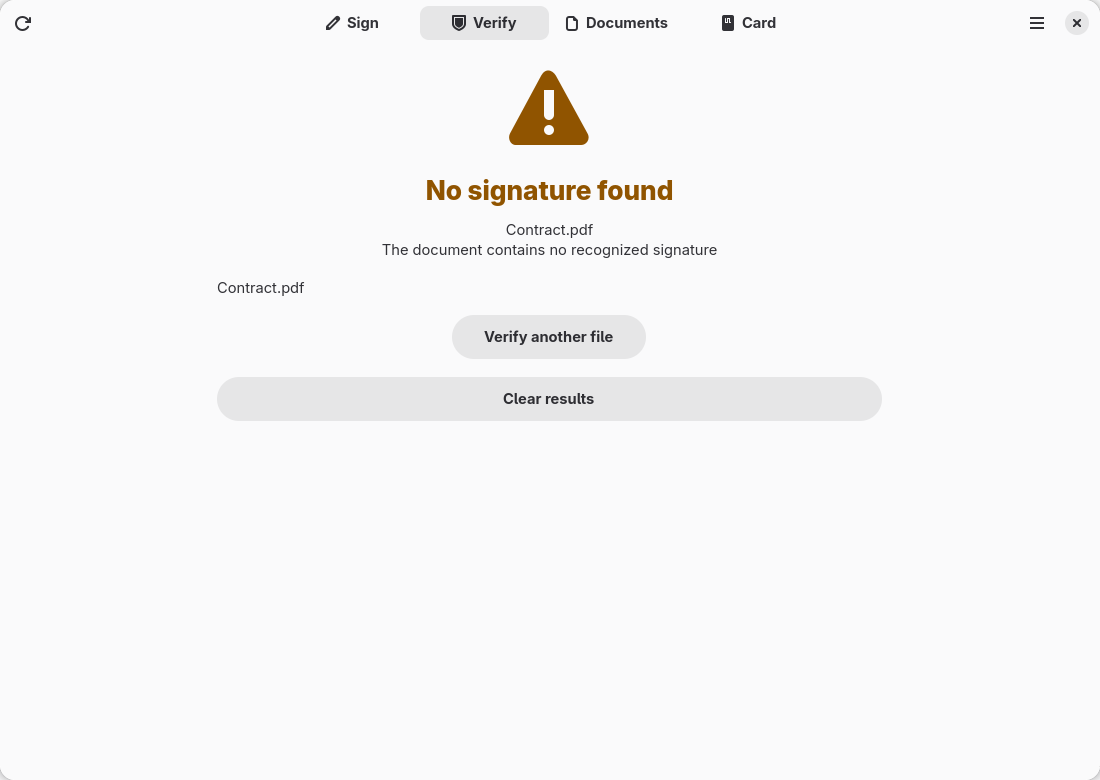 Sign
Verify
Documents
Card
No signature found
Contract.pdf
The document contains no recognized signature
Contract.pdf
Verify another file
Clear results